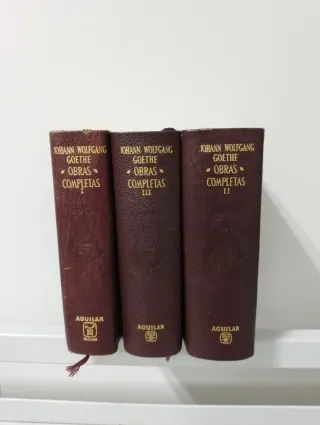 JOHANN WOLFGANG
GOETHE
OBRAS
COMPLETAS
I
AGUILAR
JOHANN WOLFGANG
GOETHE
OBRAS
COMPLETAS
III
AGUILAR
JOHANN WOLFGANG
GOETHE
OBRAS
COMPLETAS
II
AGUILAR